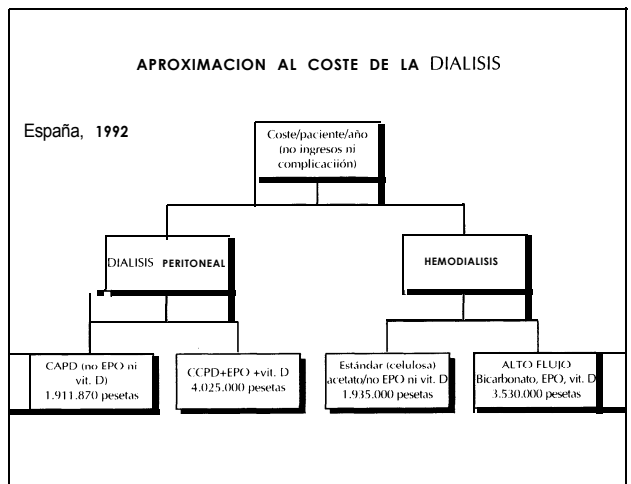 APROXIMACION AL COSTE DE LA DIALISIS
España, 1992
Coste/paciente/año
(no ingresos ni
complicaciión)
DIALISIS PERITONEAL
HEMODIALISIS
CAPD (no EPO ni
vit. D)
1.911.870 pesetas
CCPD+EPO +vit. D
4.025.000 pesetas
Estándar (celulosa)
acetato/no EPO ni vit. D
1.935.000 pesetas
ALTO FLUJO
Bicarbonato, EPO, vit. D
3.530.000 pesetas